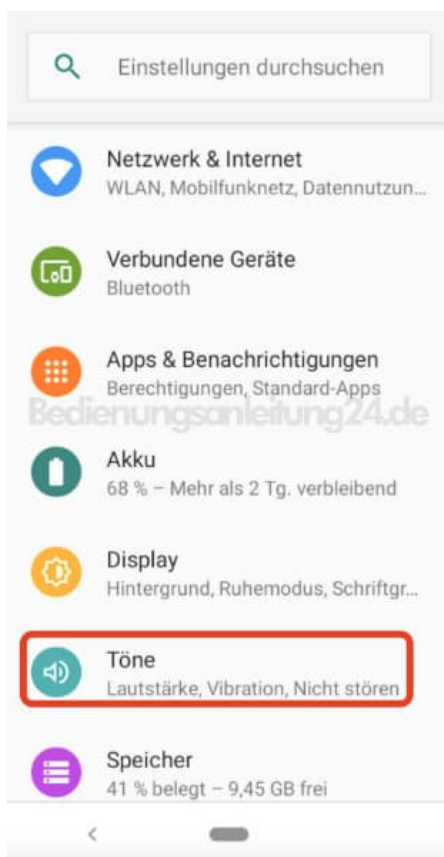 Einstellungen durchsuchen
Netzwerk & Internet
WLAN, Mobilfunknetz, Datennutzun...
Verbundene Geräte
Bluetooth
Apps & Benachrichtigungen
Berechtigungen, Standard-Apps
Bedienungsanleitung24.de
Akku
68 % – Mehr als 2 Tg. verbleibend
Display
Hintergrund, Ruhemodus, Schriftgr...
Töne
Lautstärke, Vibration, Nicht stören
Speicher
41 % belegt – 9,45 GB frei